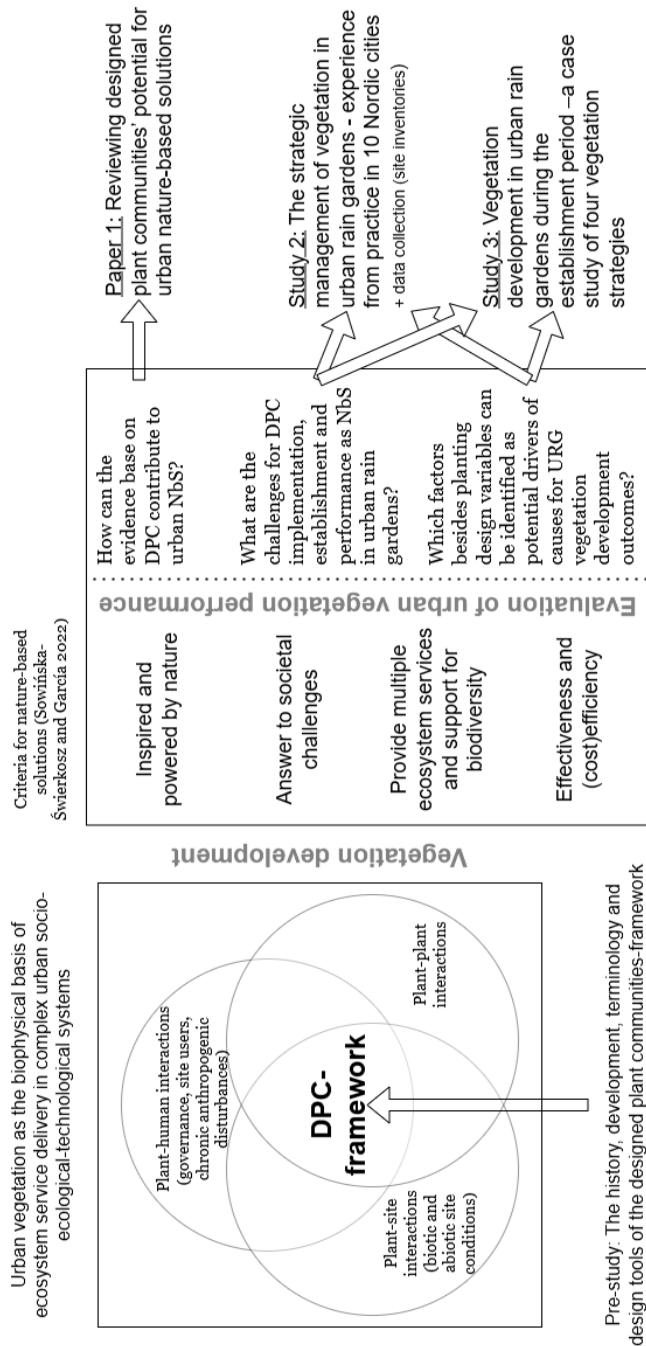 Urban vegetation as the biophysical basis of
ecosystem service delivery in complex urban socio-
ecological-technological systems
Plant-human interactions
(governance, site users,
chronic anthropogenic
disturbances)
DPC-
framework
Plant-site
interactions
(biotic and
abiotic site
conditions)
Plant-plant
interactions
Pre-study: The history, development, terminology and
design tools of the designed plant communities-framework
Vegetation development
Criteria for nature-based
solutions (Sowińska-
Świerkosz and García 2022)
Inspired and
powered by nature
Answer to societal
challenges
Provide multiple
ecosystem services
and support for
biodiversity
Effectiveness and
(cost)efficiency
Evaluation of urban vegetation performance
How can the
evidence base on
DPC contribute to
urban NbS?
What are the
challenges for DPC
implementation,
establishment and
performance as NbS
in urban rain
gardens?
Which factors
besides planting
design variables can
be identified as
potential drivers of
causes for URG
vegetation
development
outcomes?
Paper 1: Reviewing designed
plant communities' potential for
urban nature-based solutions
Study 2: The strategic
management of vegetation in
urban rain gardens - experience
from practice in 10 Nordic cities
+ data collection (site inventories)
Study 3: Vegetation
development in urban rain
gardens during the
establishment period –a case
study of four vegetation
strategies